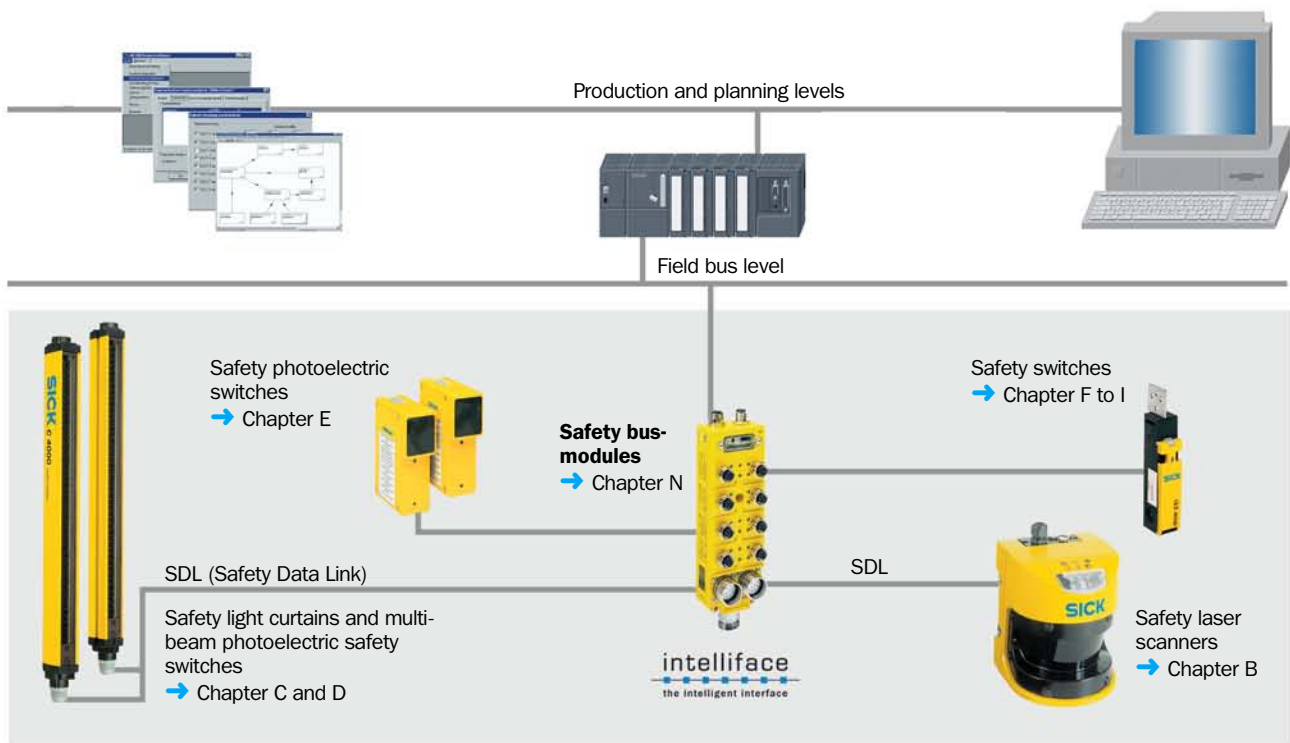 Production and planning levels
Field bus level
Safety photoelectric
switches
➔ Chapter E
Safety bus-
modules
➔ Chapter N
Safety switches
➔ Chapter F to I
SICK C 4000
SICK
SDL (Safety Data Link)
SDL
Safety light curtains and multi-
beam photoelectric safety
switches
➔ Chapter C and D
SICK
Safety laser
scanners
➔ Chapter B
intelliface
the intelligent interface